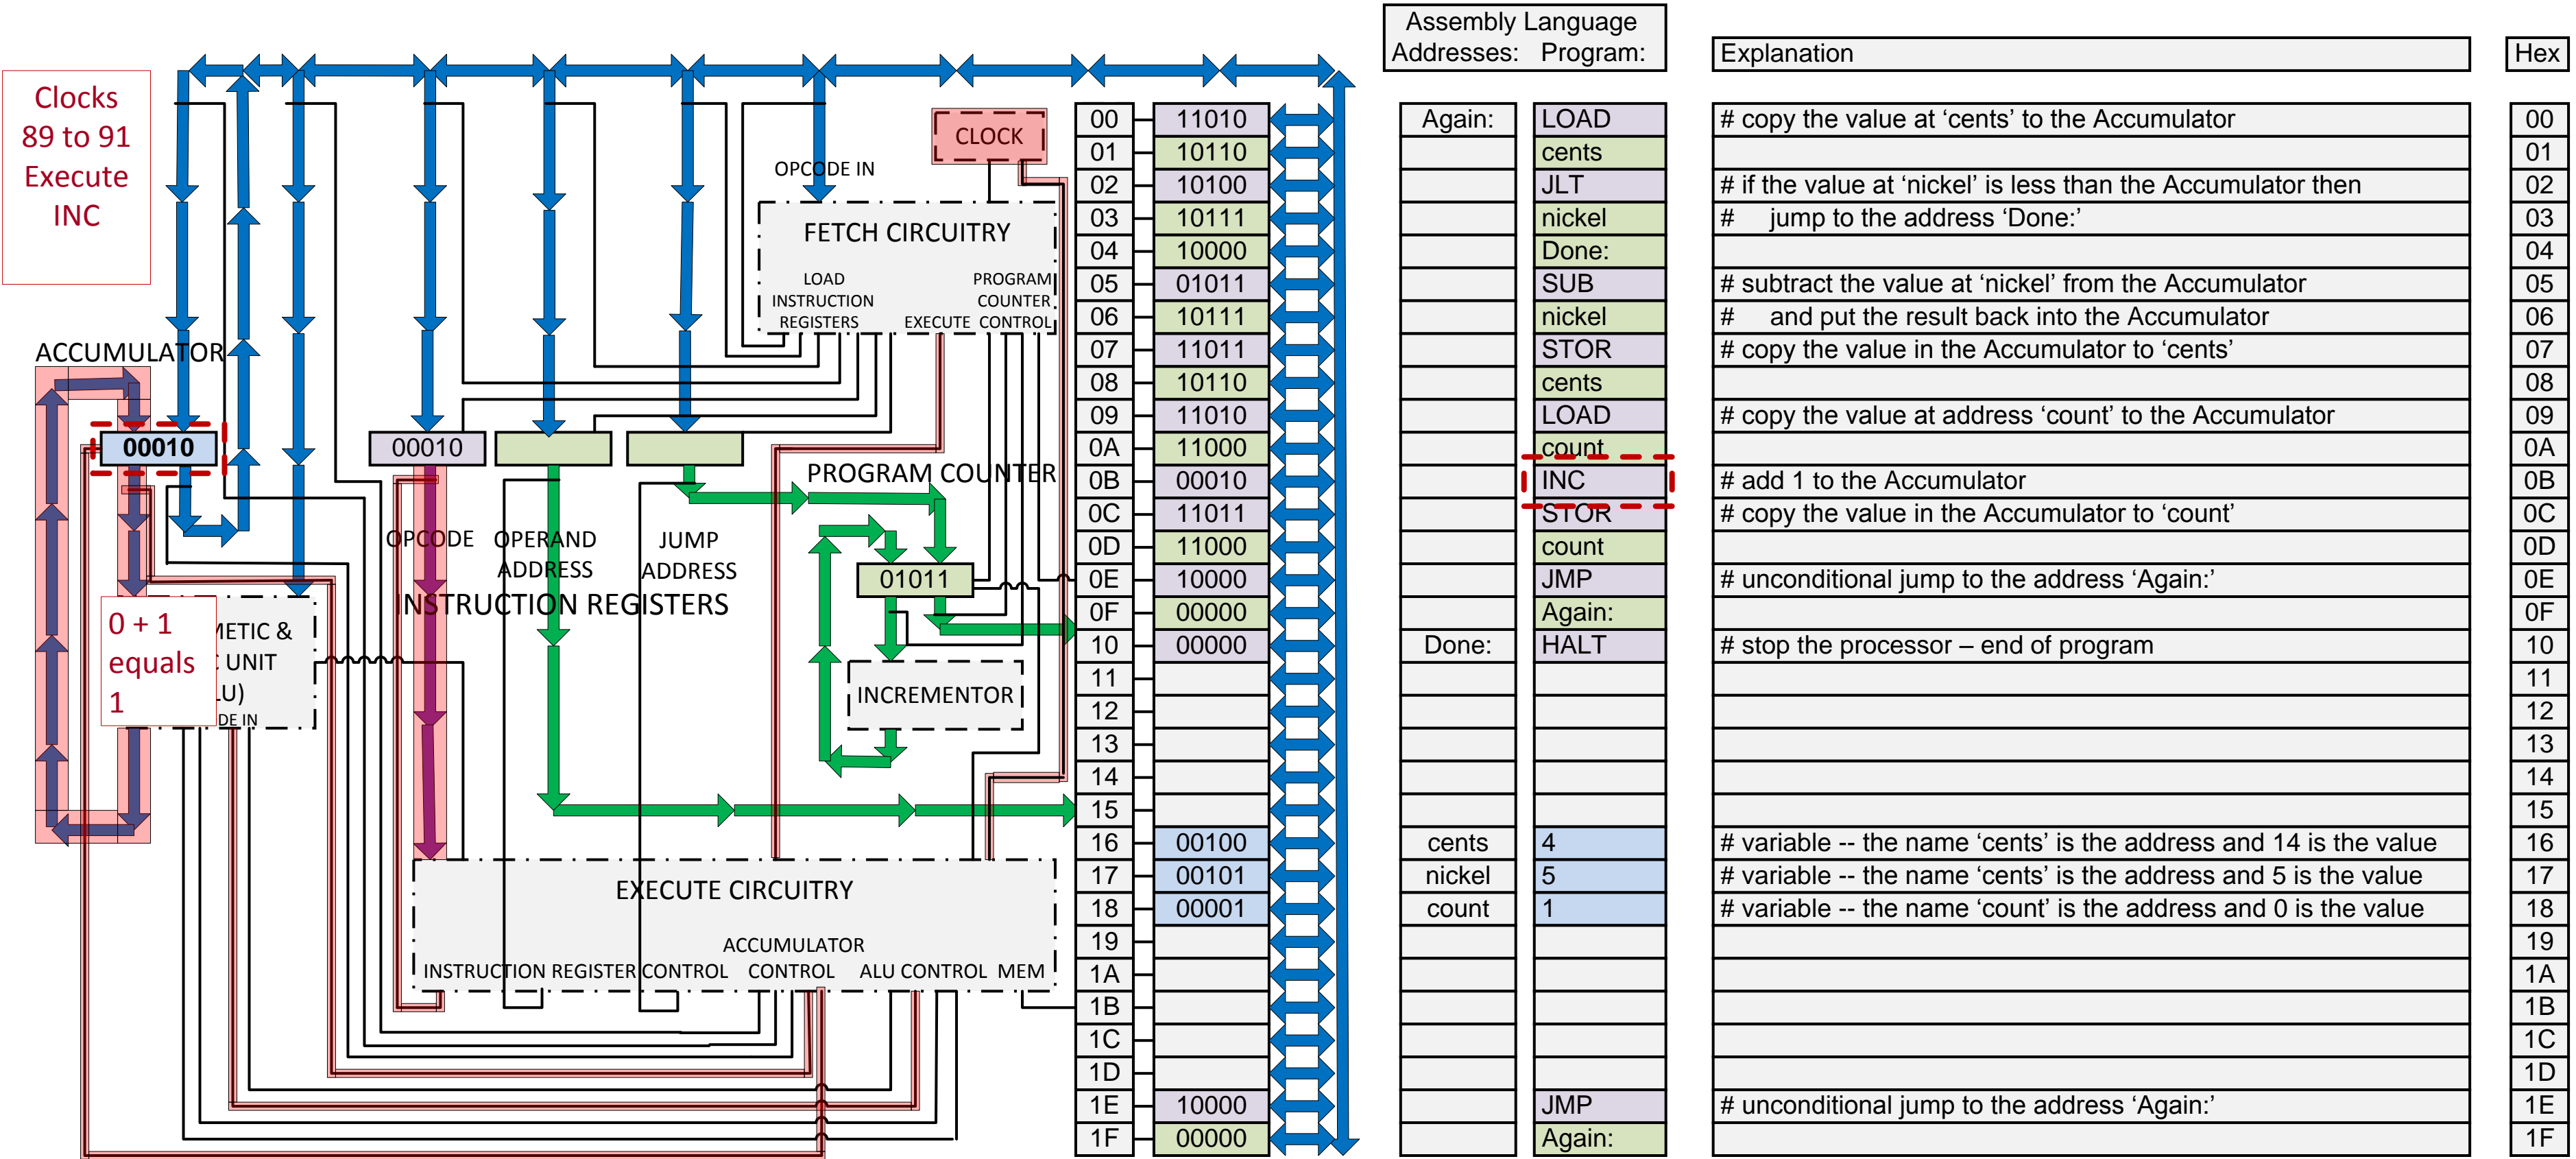 Assembly Language
Addresses: Program:
Explanation
Hex
Clocks
89 to 91
Execute
INC
CLOCK
OPCODE IN
FETCH CIRCUITRY
LOAD
INSTRUCTION
REGISTERS
EXECUTE
PROGRAM
COUNTER
CONTROL
ACCUMULATOR
00010
00010
PROGRAM COUNTER
OPCODE
OPERAND
ADDRESS
JUMP
ADDRESS
INSTRUCTION REGISTERS
01011
INCREMENTOR
0 + 1
equals
1
METIC &
UNIT
LU)
DE IN
EXECUTE CIRCUITRY
INSTRUCTION REGISTER CONTROL
ACCUMULATOR
CONTROL
ALU CONTROL
MEM
00 11010 Again: LOAD # copy the value at 'cents' to the Accumulator 00
01 10110 cents 01
02 10100 JLT # if the value at 'nickel' is less than the Accumulator then 02
03 10111 nickel # jump to the address ‘Done:’ 03
04 10000 Done: 04
05 01011 SUB # subtract the value at ‘nickel’ from the Accumulator 05
06 10111 nickel # and put the result back into the Accumulator 06
07 11011 STOR # copy the value in the Accumulator to ‘cents’ 07
08 10110 cents 08
09 11010 LOAD # copy the value at address ‘count’ to the Accumulator 09
0A 11000 count 0A
0B 00010 INC # add 1 to the Accumulator 0B
0C 11011 STOR # copy the value in the Accumulator to ‘count’ 0C
0D 11000 count 0D
0E 10000 JMP # unconditional jump to the address ‘Again:’ 0E
0F 00000 Again: 0F
10 00000 Done: HALT # stop the processor – end of program 10
11 11
12 12
13 13
14 14
15 15
16 00100 cents 4 # variable -- the name ‘cents’ is the address and 14 is the value 16
17 00101 nickel 5 # variable -- the name ‘cents’ is the address and 5 is the value 17
18 00001 count 1 # variable -- the name ‘count’ is the address and 0 is the value 18
19 19
1A 1A
1B 1B
1C 1C
1D 1D
1E 10000 JMP # unconditional jump to the address ‘Again:’ 1E
1F 00000 Again: 1F